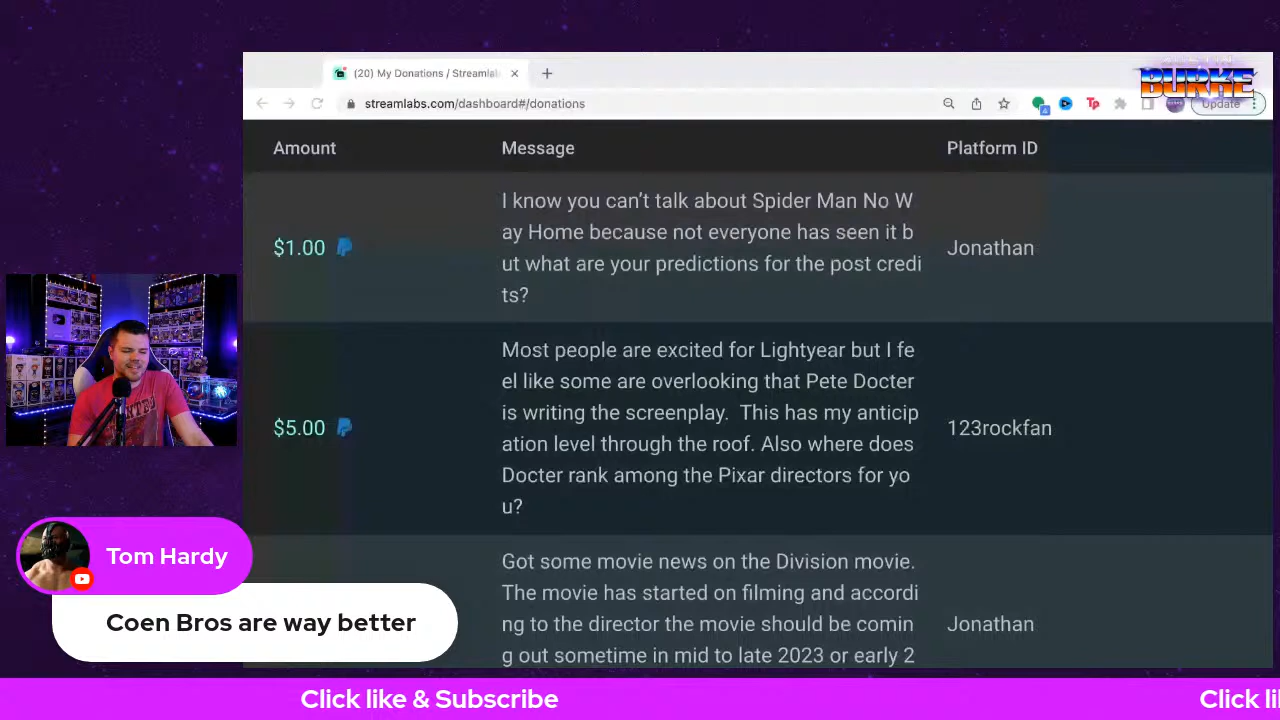 (20) My Donations / Streamla
BURKE
streamlabs.com/dashboard#/donations
Update
Amount
Message
Platform ID
I know you can't talk about Spider Man No W
ay Home because not everyone has seen it b
ut what are your predictions for the post credi
ts?
$1.00
Jonathan
Most people are excited for Lightyear but I fe
el like some are overlooking that Pete Docter
is writing the screenplay.  This has my anticip
ation level through the roof. Also where does
Docter rank among the Pixar directors for yo
u?
$5.00
123rockfan
Got some movie news on the Division movie.
The movie has started on filming and accordi
ng to the director the movie should be comin
g out sometime in mid to late 2023 or early 2
Jonathan
Tom Hardy
Coen Bros are way better
Click like & Subscribe
Click li